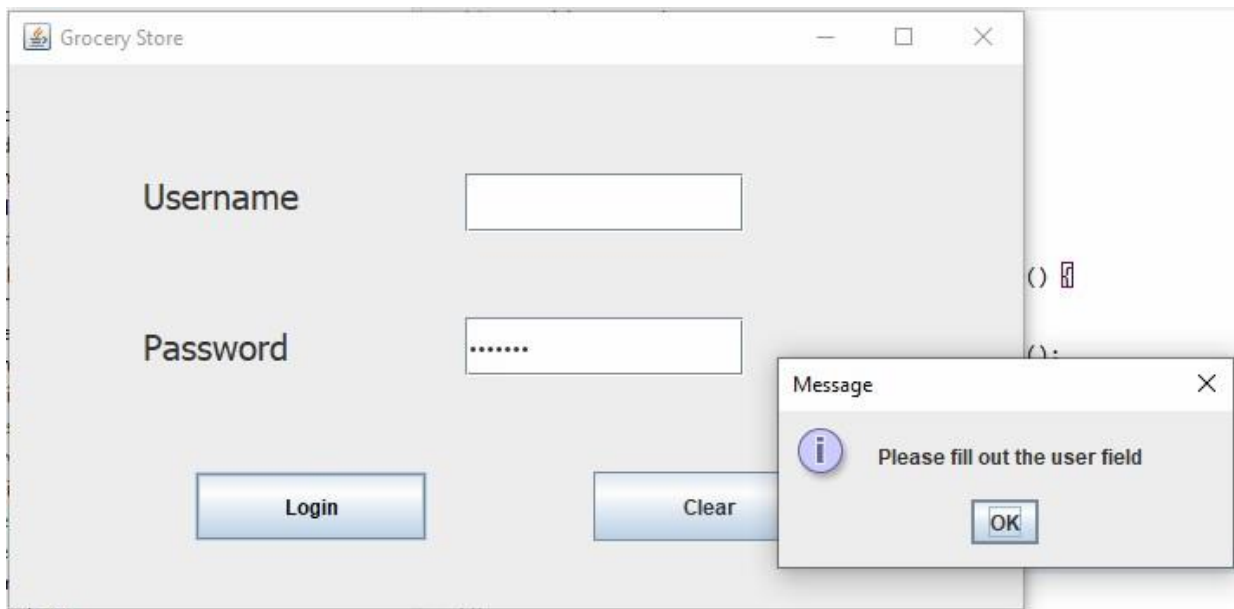 Grocery Store
Username
() {
Password
•••••••
();
Message
Please fill out the user field
Login
Clear
OK